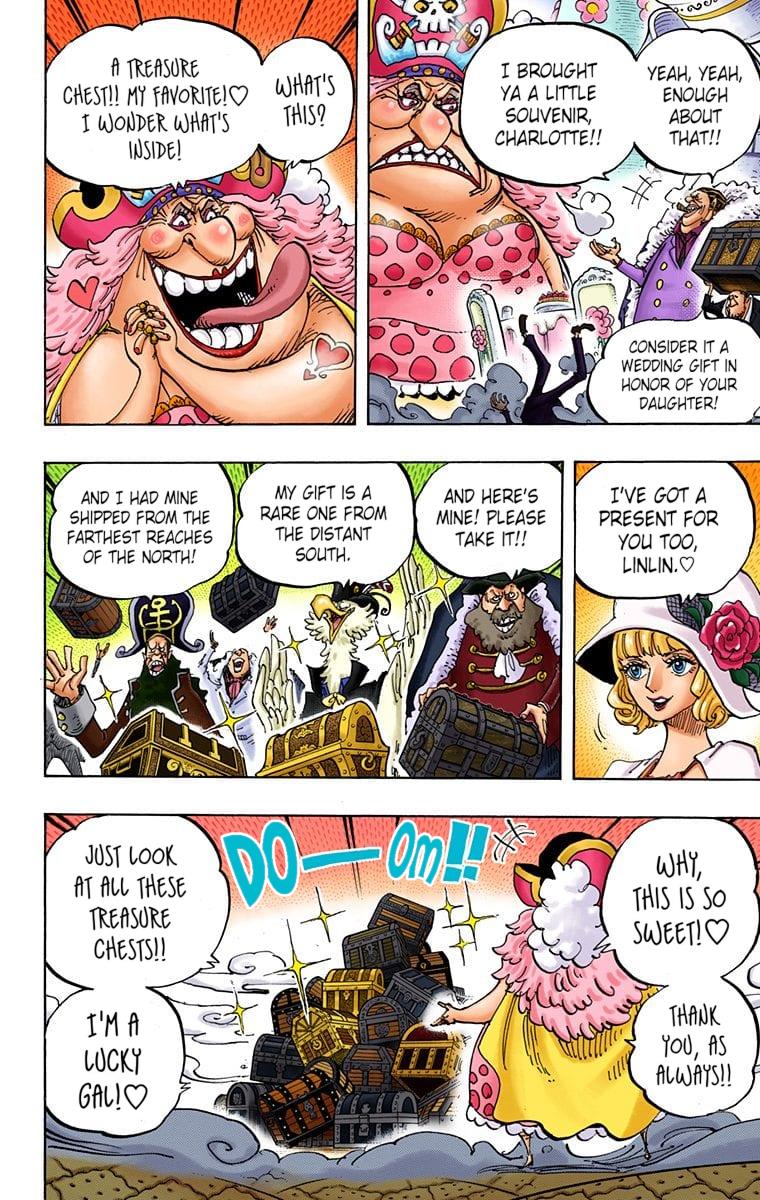 YEAH, YEAH,
ENOUGH
ABOUT
THAT!!
I BROUGHT
YA A LITTLE
SOUVENIR,
CHARLOTTE!!
CONSIDER IT A
WEDDING GIFT IN
HONOR OF YOUR
DAUGHTER!
WHAT'S
THIS?
A TREASURE
CHEST!! MY FAVORITE!♡
I WONDER WHAT'S
INSIDE!
I'VE GOT A
PRESENT FOR
YOU TOO,
LINLIN.♡
AND HERE'S
MINE! PLEASE
TAKE IT!!
MY GIFT IS A
RARE ONE FROM
THE DISTANT
SOUTH.
AND I HAD MINE
SHIPPED FROM THE
FARTHEST REACHES
OF THE NORTH!
WHY,
THIS IS SO
SWEET!♡
THANK
YOU, AS
ALWAYS!!
DO—OM!!
JUST LOOK
AT ALL THESE
TREASURE
CHESTS!!
I'M A
LUCKY
GAL!♡